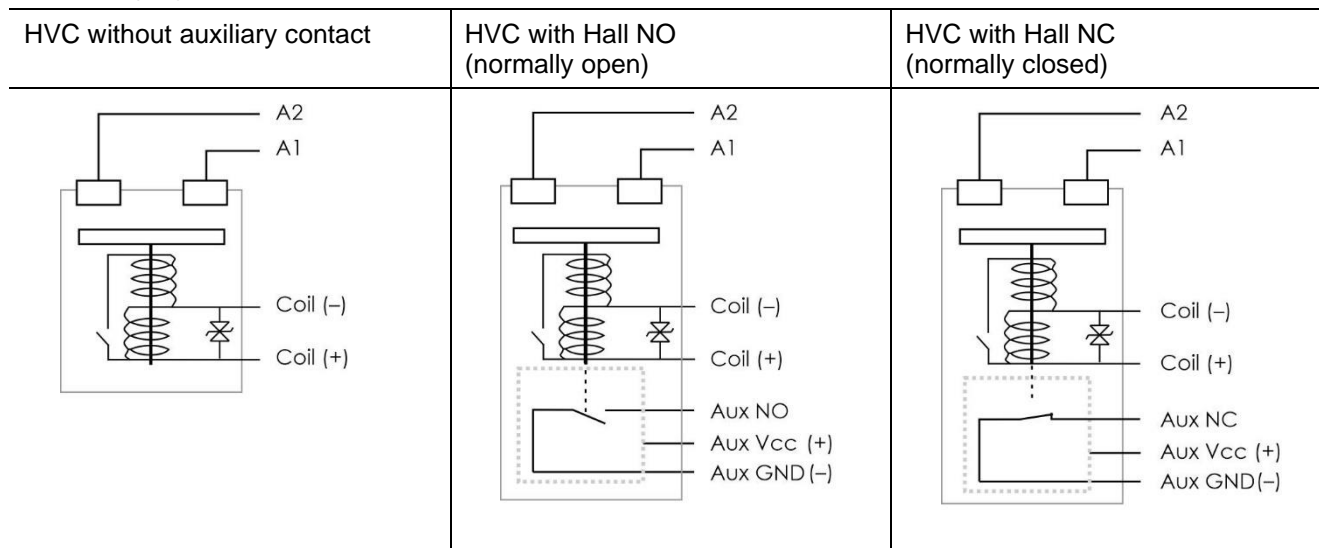 HVC without auxiliary contact
HVC with Hall NO
(normally open)
HVC with Hall NC
(normally closed)
A2
A1
Coil (–)
Coil (+)
A2
A1
Coil (–)
Coil (+)
Aux NO
Aux Vcc (+)
Aux GND (–)
A2
A1
Coil (–)
Coil (+)
Aux NC
Aux Vcc (+)
Aux GND(–)